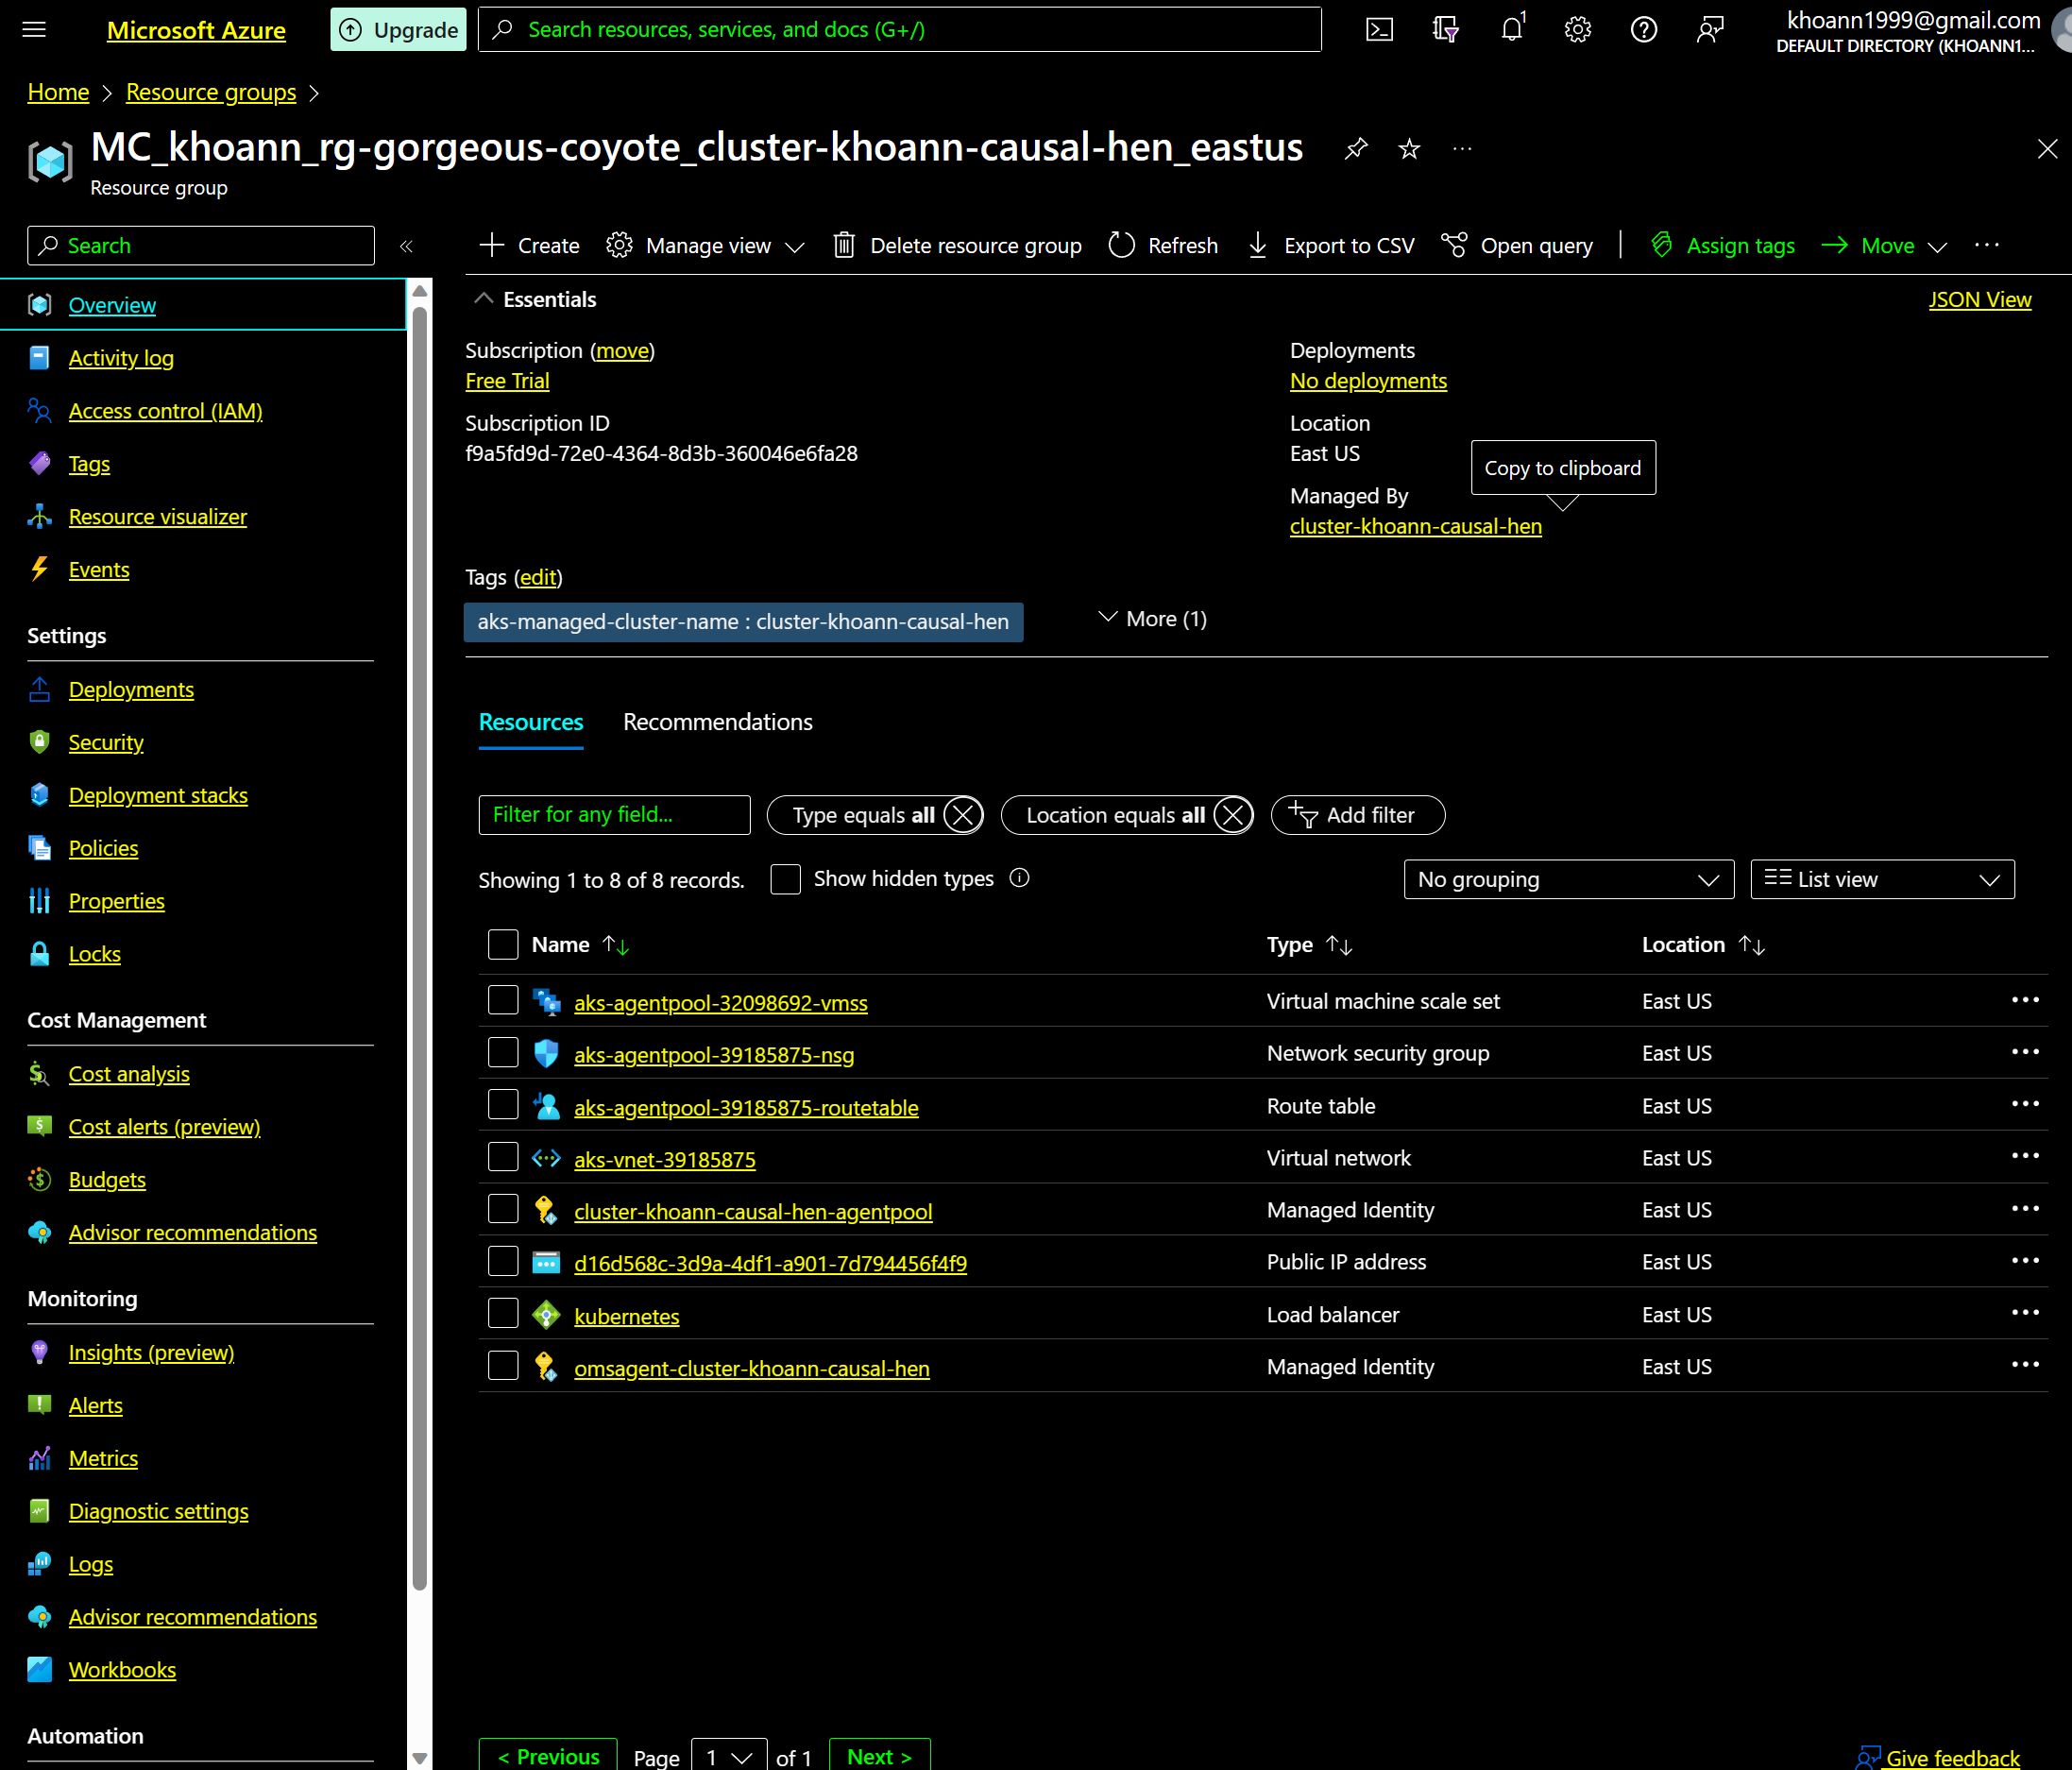 Microsoft Azure
Upgrade
Search resources, services, and docs (G+/)
1
khoann1999@gmail.com
DEFAULT DIRECTORY (KHOANN1...
Home
Resource groups
MC_khoann_rg-gorgeous-coyote_cluster-khoann-causal-hen_eastus
Resource group
Search
Create
Manage view
Delete resource group
Refresh
Export to CSV
Open query
Assign tags
Move
Overview
Activity log
Access control (IAM)
Tags
Resource visualizer
Events
Settings
Deployments
Security
Deployment stacks
Policies
Properties
Locks
Cost Management
Cost analysis
Cost alerts (preview)
Budgets
Advisor recommendations
Monitoring
Insights (preview)
Alerts
Metrics
Diagnostic settings
Logs
Advisor recommendations
Workbooks
Automation
Essentials
JSON View
Subscription (move)
Free Trial
Subscription ID
f9a5fd9d-72e0-4364-8d3b-360046e6fa28
Deployments
No deployments
Location
East US
Copy to clipboard
Managed By
cluster-khoann-causal-hen
Tags (edit)
aks-managed-cluster-name : cluster-khoann-causal-hen
More (1)
Resources
Recommendations
Filter for any field...
Type equals all
Location equals all
Add filter
Showing 1 to 8 of 8 records.
Show hidden types
No grouping
List view
Name Type Location
aks-agentpool-32098692-vmss Virtual machine scale set East US
aks-agentpool-39185875-nsg Network security group East US
aks-agentpool-39185875-routetable Route table East US
aks-vnet-39185875 Virtual network East US
cluster-khoann-causal-hen-agentpool Managed Identity East US
d16d568c-3d9a-4df1-a901-7d794456f4f9 Public IP address East US
kubernetes Load balancer East US
omsagent-cluster-khoann-causal-hen Managed Identity East US
< Previous Page 1 of 1 Next >
Give feedback